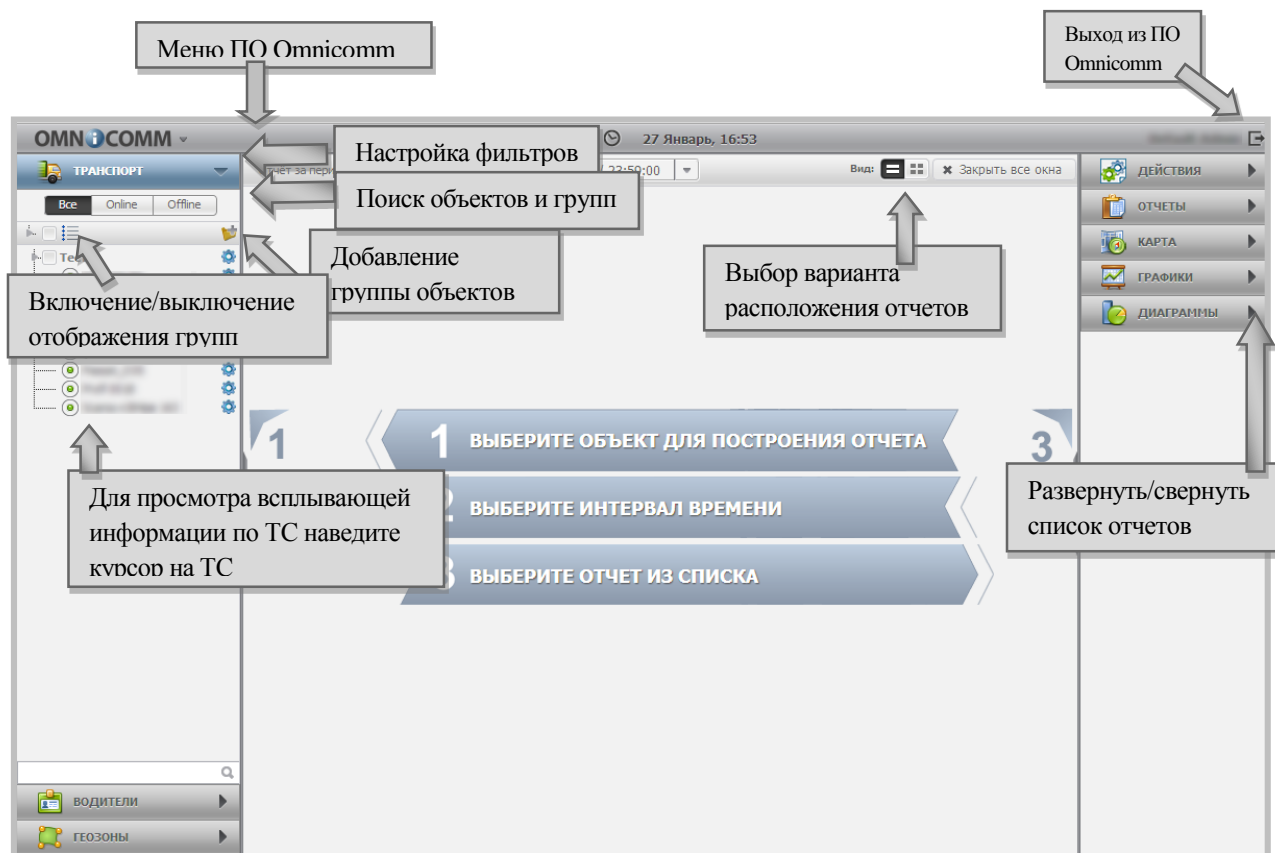 Меню ПО Omnicomm
Выход из ПО
Omnicomm
OMNiCOMM
27 Январь, 16:53
ТРАНСПОРТ
Настройка фильтров
23:59:00
Вид:
Закрыть все окна
ДЕЙСТВИЯ
Все Online Offline
Поиск объектов и групп
ОТЧЕТЫ
Добавление
группы объектов
КАРТА
Выбор варианта
расположения отчетов
Включение/выключение
отображения групп
ГРАФИКИ
ДИАГРАММЫ
1
1 ВЫБЕРИТЕ ОБЪЕКТ ДЛЯ ПОСТРОЕНИЯ ОТЧЕТА
3
Для просмотра всплывающей
информации по ТС наведите
курсор на ТС
2 ВЫБЕРИТЕ ИНТЕРВАЛ ВРЕМЕНИ
Развернуть/свернуть
список отчетов
3 ВЫБЕРИТЕ ОТЧЕТ ИЗ СПИСКА
ВОДИТЕЛИ
ГЕОЗОНЫ